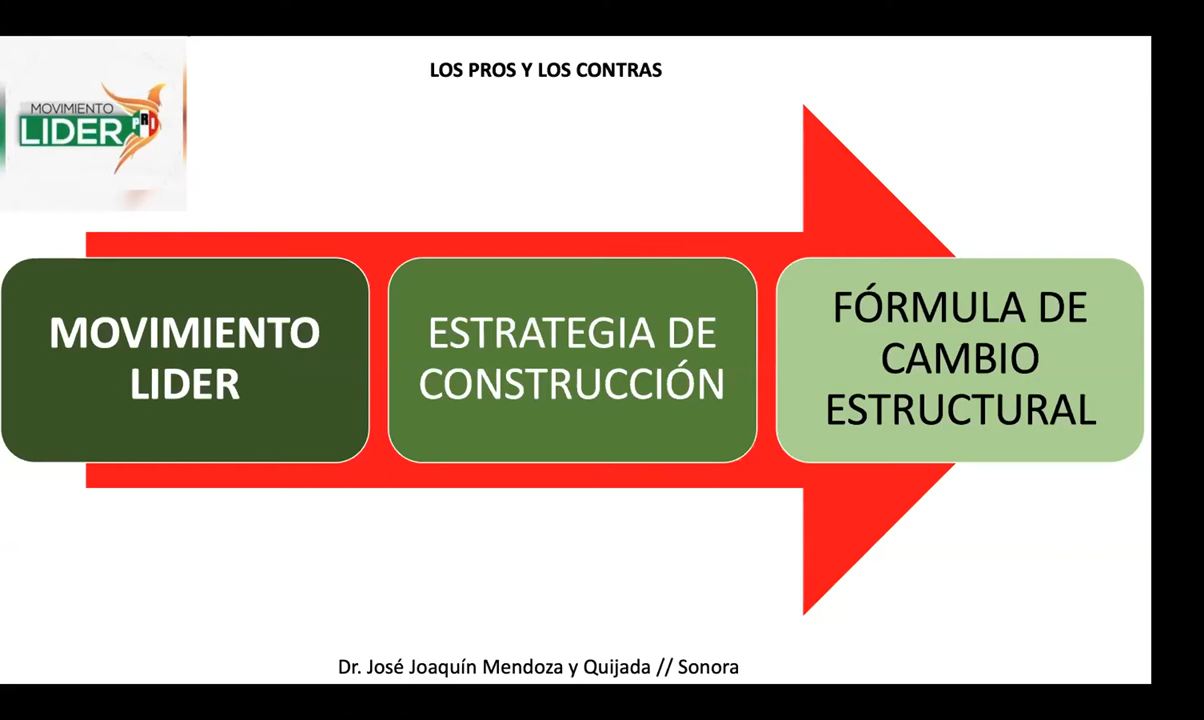 LOS PROS Y LOS CONTRAS
MOVIMIENTO
LIDER
PRI
MOVIMIENTO
LIDER
ESTRATEGIA DE
CONSTRUCCIÓN
FÓRMULA DE
CAMBIO
ESTRUCTURAL
Dr. José Joaquín Mendoza y Quijada // Sonora